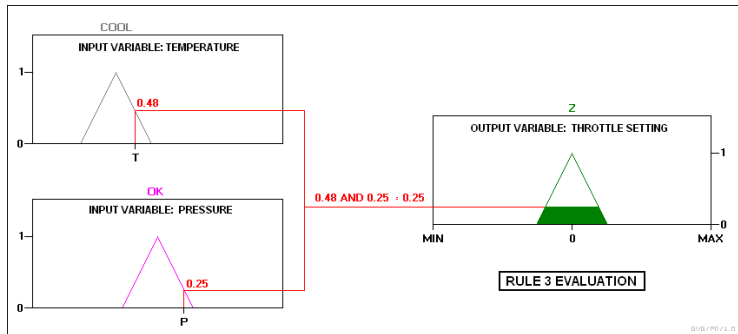 COOL
INPUT VARIABLE: TEMPERATURE
1
0.48
0
T
OK
INPUT VARIABLE: PRESSURE
1
0.25
0
P
0.48 AND 0.25 = 0.25
Z
OUTPUT VARIABLE: THROTTLE SETTING
1
0
MIN
0
MAX
RULE 3 EVALUATION